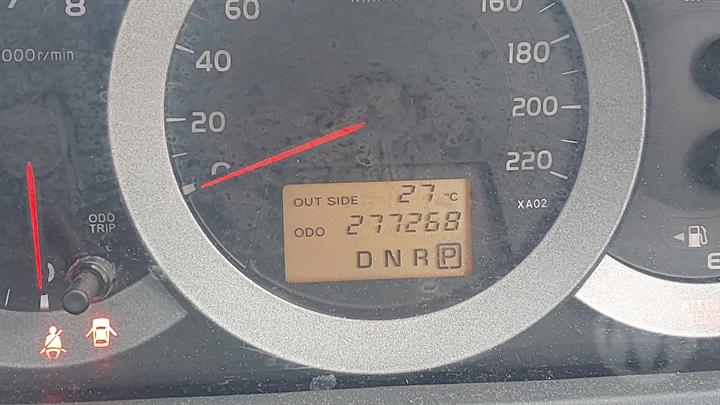 7 8
000r/min
60
40
20
0
160
180
200
220
OUT SIDE 27 °C
ODO 277268
D N R P
XA02
ODO
TRIP
E